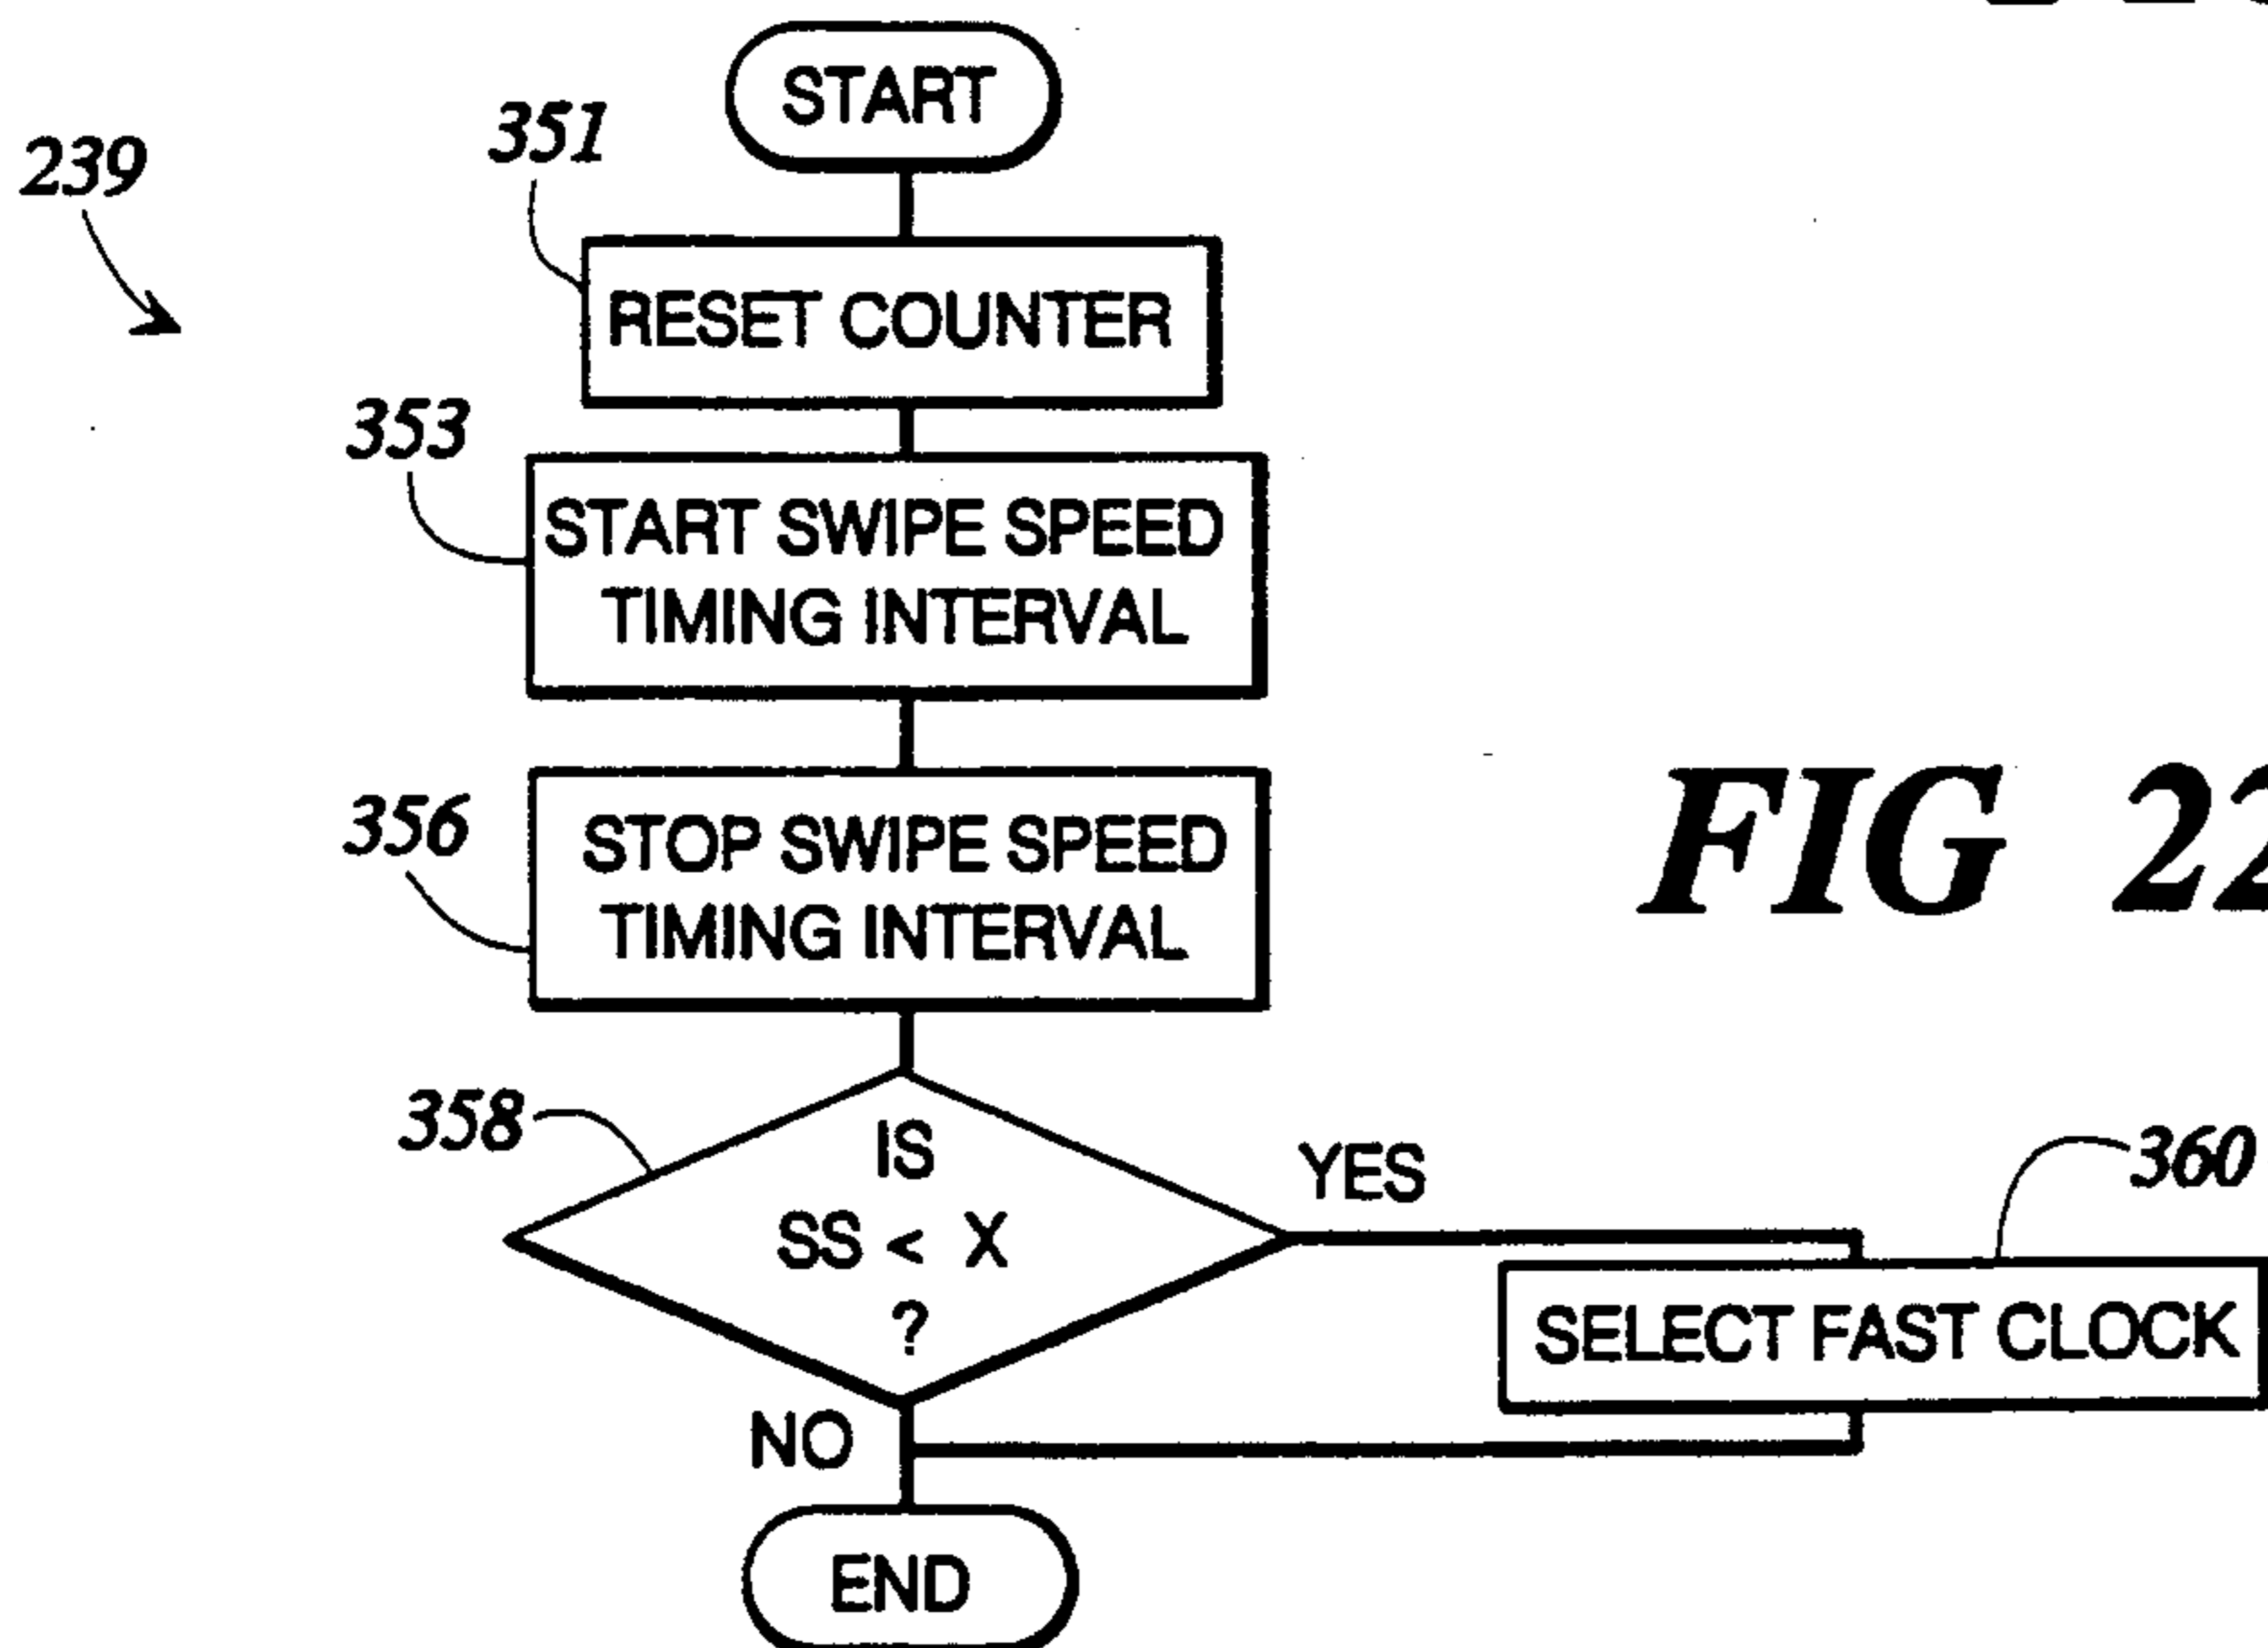 START
351
239
RESET COUNTER
353
START SWIPE SPEED
TIMING INTERVAL
356
STOP SWIPE SPEED
TIMING INTERVAL
FIG 22
358
IS
SS < X
?
YES
360
SELECT FAST CLOCK
NO
END